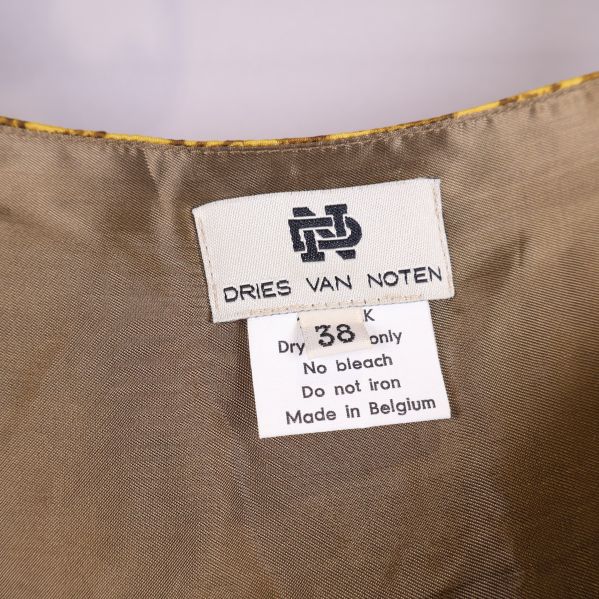 DRIES VAN NOTEN
K
38
Dry only
No bleach
Do not iron
Made in Belgium